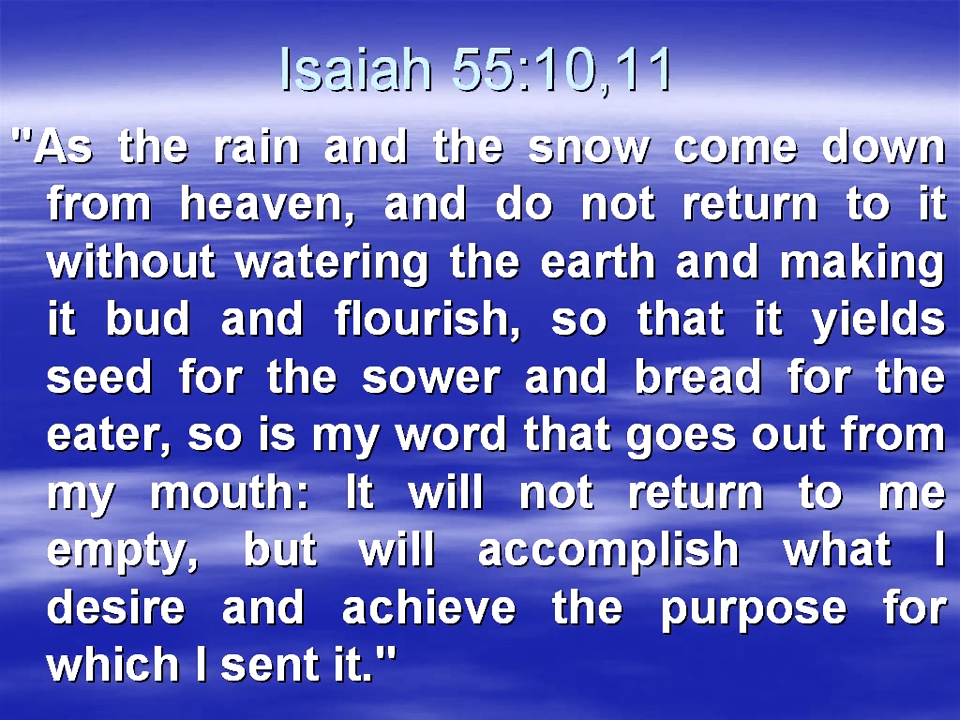 Isaiah 55:10,11
"As the rain and the snow come down
from heaven, and do not return to it
without watering the earth and making
it bud and flourish, so that it yields
seed for the sower and bread for the
eater, so is my word that goes out from
my mouth: It will not return to me
empty, but will accomplish what I
desire and achieve the purpose for
which I sent it."